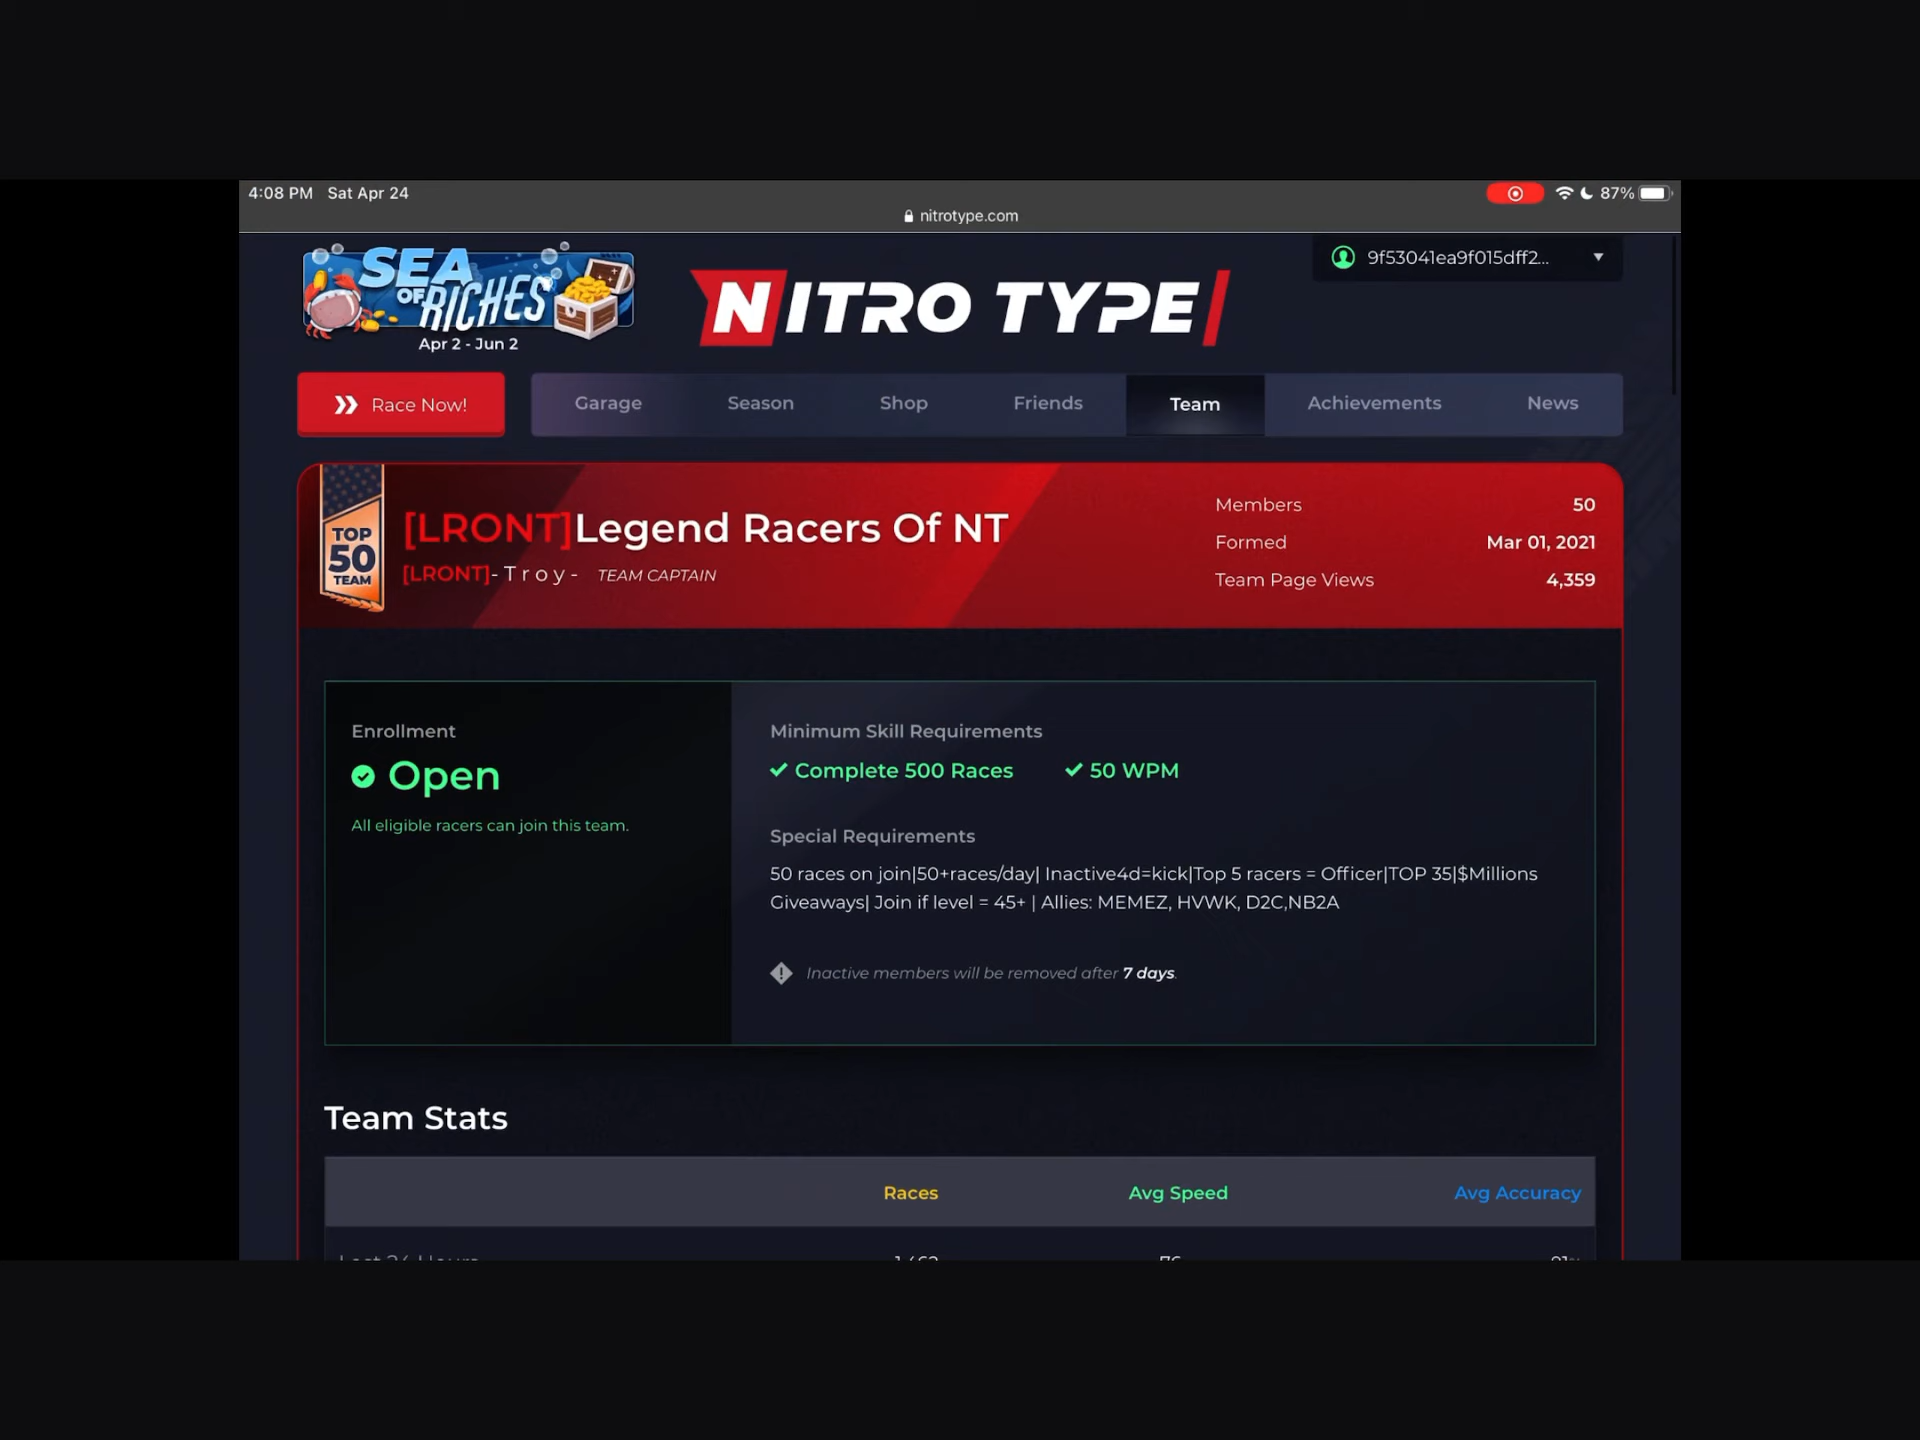 4:08 PM Sat Apr 24
87%
nitrotype.com
SEA OF RICHES
Apr 2 - Jun 2
NITRO TYPE
9f53041ea9f015dff2...
Race Now!
Garage Season Shop Friends Team Achievements News
TOP 50 TEAM
[LRONT]Legend Racers Of NT
[LRONT]-Troy- TEAM CAPTAIN
Members 50
Formed Mar 01, 2021
Team Page Views 4,359
Enrollment
Open
All eligible racers can join this team.
Minimum Skill Requirements
Complete 500 Races 50 WPM
Special Requirements
50 races on join|50+races/day| Inactive4d=kick|Top 5 racers = Officer|TOP 35|$Millions
Giveaways| Join if level = 45+ | Allies: MEMEZ, HVWK, D2C,NB2A
Inactive members will be removed after 7 days.
Team Stats
Races Avg Speed Avg Accuracy